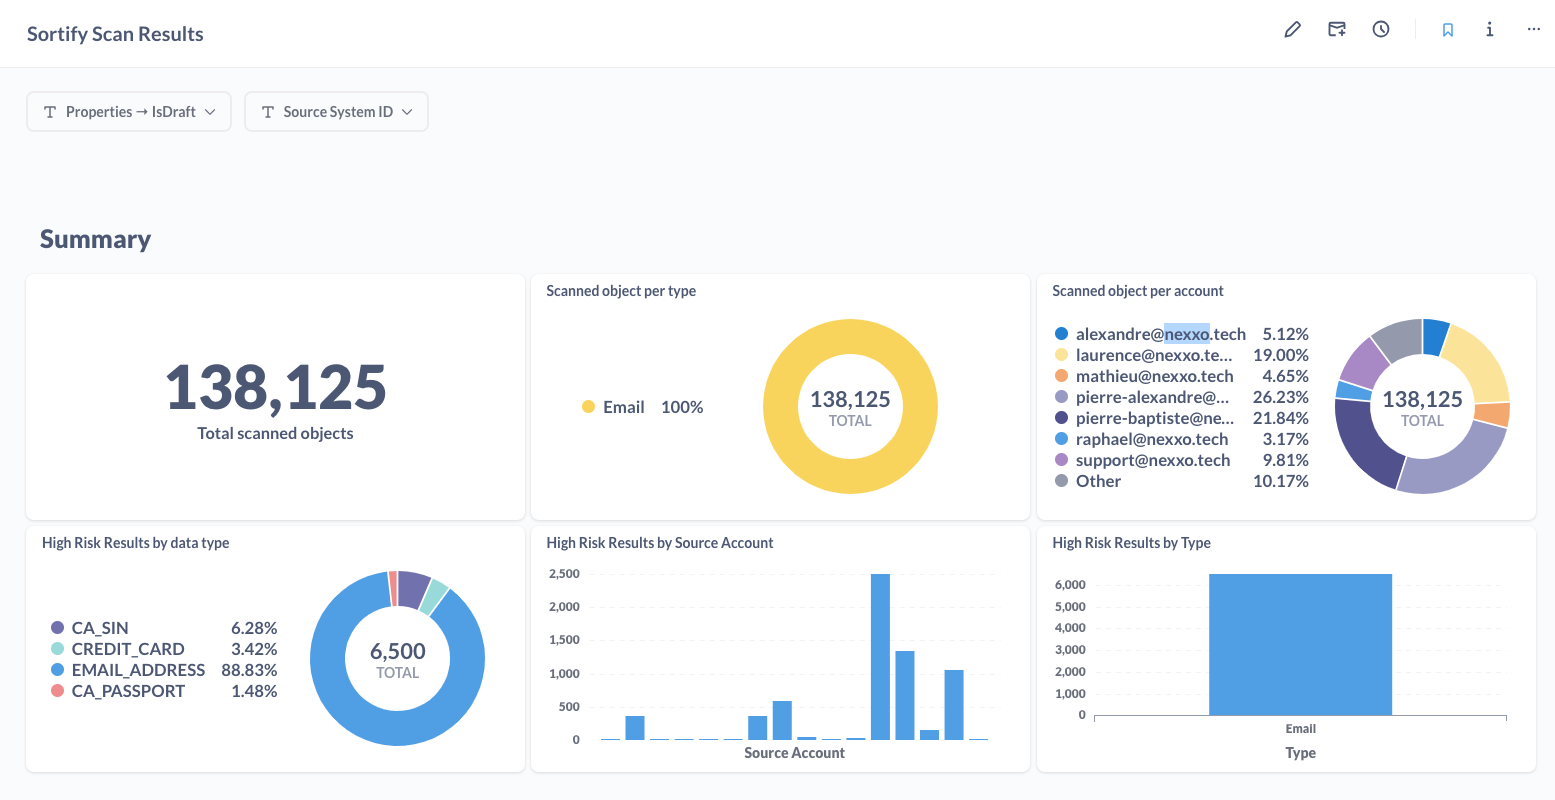 Sortify Scan Results
Properties → IsDraft
Source System ID
Summary
138,125
Total scanned objects
Scanned object per type
Email 100%
138,125
TOTAL
Scanned object per account
alexandre@nexxo.tech 5.12%
laurence@nexxo.te... 19.00%
mathieu@nexxo.tech 4.65%
pierre-alexandre@... 26.23%
pierre-baptiste@ne... 21.84%
raphael@nexxo.tech 3.17%
support@nexxo.tech 9.81%
Other 10.17%
138,125
TOTAL
High Risk Results by data type
CA_SIN 6.28%
CREDIT_CARD 3.42%
EMAIL_ADDRESS 88.83%
CA_PASSPORT 1.48%
6,500
TOTAL
High Risk Results by Source Account
2,500
2,000
1,500
1,000
500
0
Source Account
High Risk Results by Type
6,000
5,000
4,000
3,000
2,000
1,000
0
Email
Type